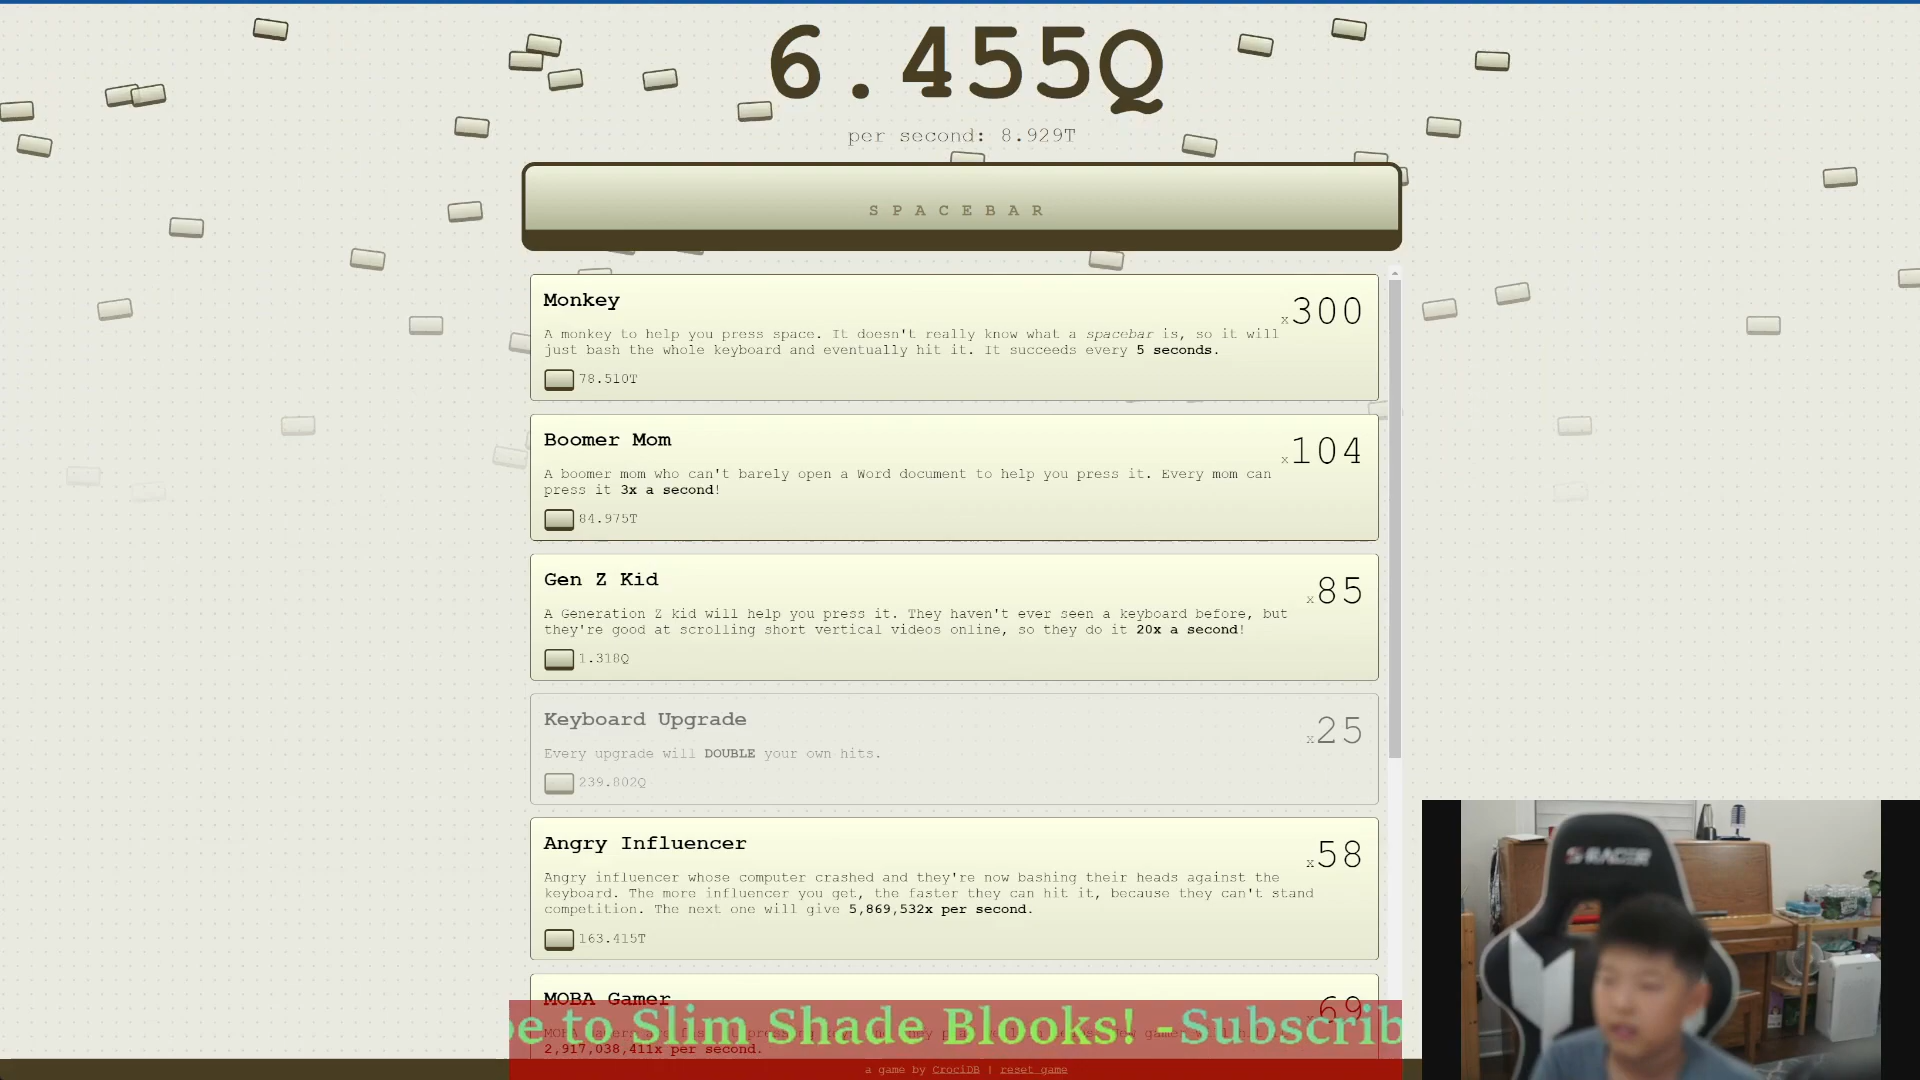 6.455Q
per second: 8.929T
SPACEBAR
Monkey
x300
A monkey to help you press space. It doesn't really know what a spacebar is, so it will
just bash the whole keyboard and eventually hit it. It succeeds every 5 seconds.
78.510T
Boomer Mom
x104
A boomer mom who can't barely open a Word document to help you press it. Every mom can
press it 3x a second!
84.975T
Gen Z Kid
x85
A Generation Z kid will help you press it. They haven't ever seen a keyboard before, but
they're good at scrolling short vertical videos online, so they do it 20x a second!
1.318Q
Keyboard Upgrade
x25
Every upgrade will DOUBLE your own hits.
239.802Q
Angry Influencer
x58
Angry influencer whose computer crashed and they're now bashing their heads against the
keyboard. The more influencer you get, the faster they can hit it, because they can't stand
competition. The next one will give 5,869,532x per second.
163.415T
MOBA Gamer
x69
be to Slim Shade Blooks! - Subscrib
2,917,038,411x per second.
a game by CrociDB | reset game
S-RACER